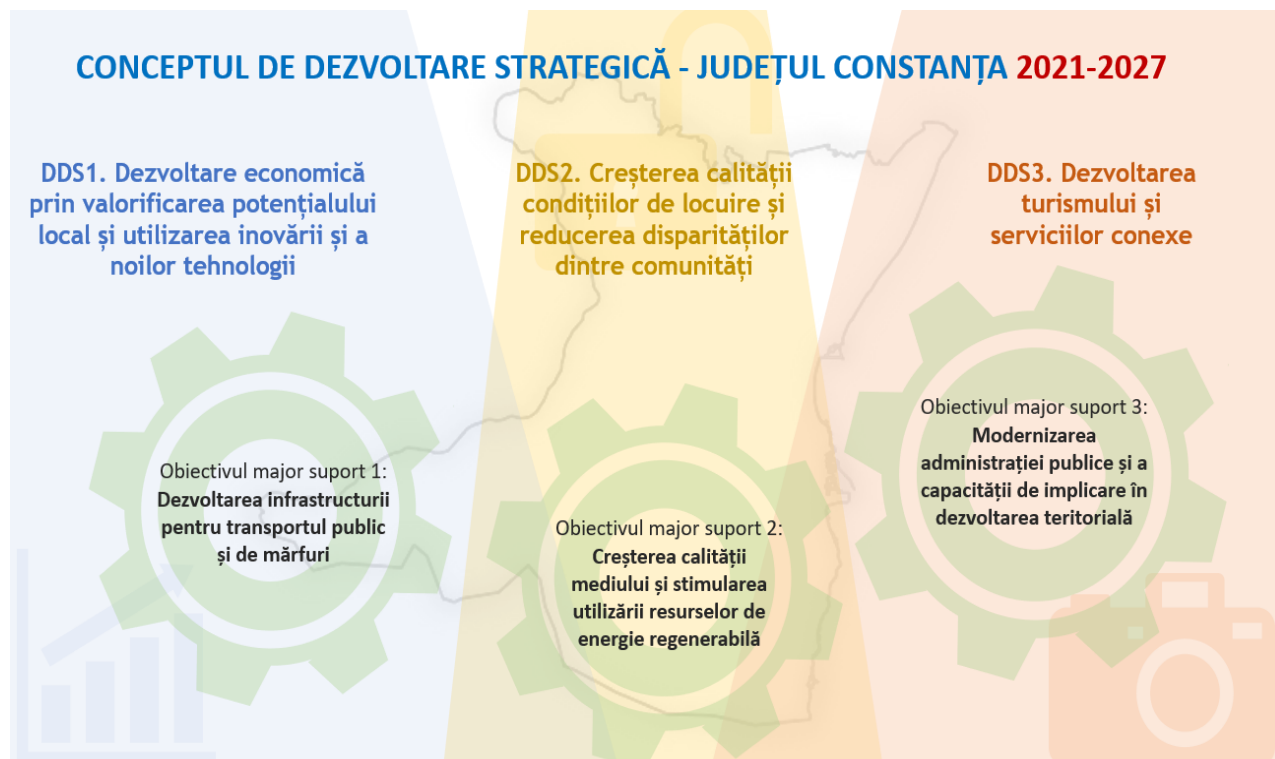 CONCEPTUL DE DEZVOLTARE STRATEGICĂ - JUDEȚUL CONSTANȚA 2021-2027
DDS1. Dezvoltare economică
prin valorificarea potențialului
local și utilizarea inovării și a
noilor tehnologii
DDS2. Creșterea calității
condițiilor de locuire și
reducerea disparităților
dintre comunități
DDS3. Dezvoltarea
turismului și
serviciilor conexe
Obiectivul major suport 1:
Dezvoltarea infrastructurii
pentru transportul public
și de mărfuri
Obiectivul major suport 2:
Creșterea calității
mediului și stimularea
utilizării resurselor de
energie regenerabilă
Obiectivul major suport 3:
Modernizarea
administrației publice și a
capacității de implicare în
dezvoltarea teritorială